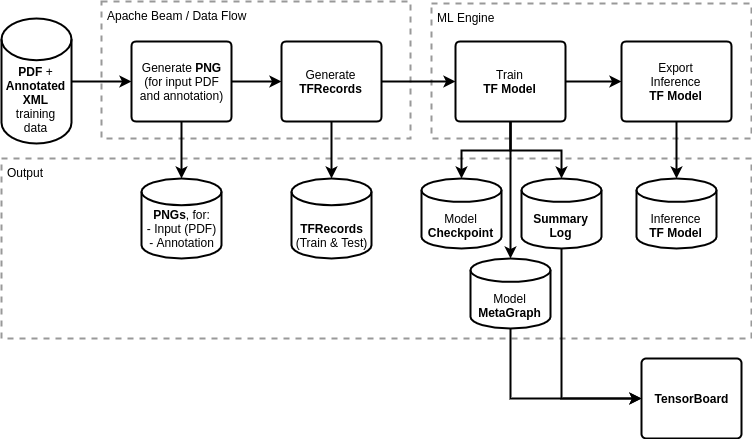 Apache Beam / Data Flow
ML Engine
PDF +
Annotated
XML
training
data
Generate PNG
(for input PDF
and annotation)
Generate
TFRecords
Train
TF Model
Export
Inference
TF Model
Output
PNGs, for:
- Input (PDF)
- Annotation
TFRecords
(Train & Test)
Model
Checkpoint
Summary
Log
Inference
TF Model
Model
MetaGraph
TensorBoard